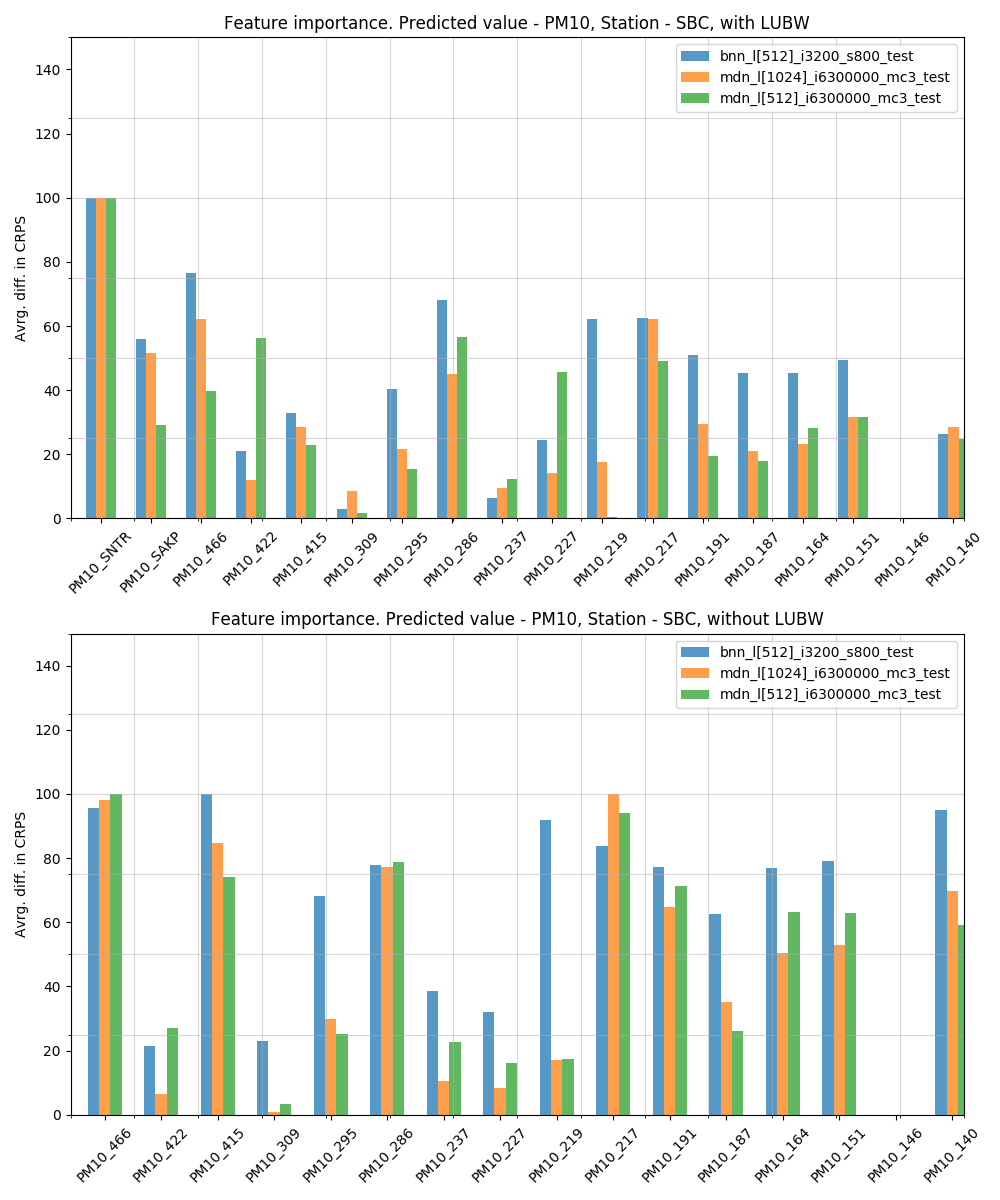 Feature importance. Predicted value - PM10, Station - SBC, with LUBW
bnn_l[512]_i3200_s800_test
mdn_l[1024]_i6300000_mc3_test
mdn_l[512]_i6300000_mc3_test
Avrg. diff. in CRPS
140
120
100
80
60
40
20
0
PM10_SNTR
PM10_SAKP
PM10_466
PM10_422
PM10_415
PM10_309
PM10_295
PM10_286
PM10_237
PM10_227
PM10_219
PM10_217
PM10_191
PM10_187
PM10_164
PM10_151
PM10_146
PM10_140
Feature importance. Predicted value - PM10, Station - SBC, without LUBW
bnn_l[512]_i3200_s800_test
mdn_l[1024]_i6300000_mc3_test
mdn_l[512]_i6300000_mc3_test
Avrg. diff. in CRPS
140
120
100
80
60
40
20
0
PM10_466
PM10_422
PM10_415
PM10_309
PM10_295
PM10_286
PM10_237
PM10_227
PM10_219
PM10_217
PM10_191
PM10_187
PM10_164
PM10_151
PM10_146
PM10_140